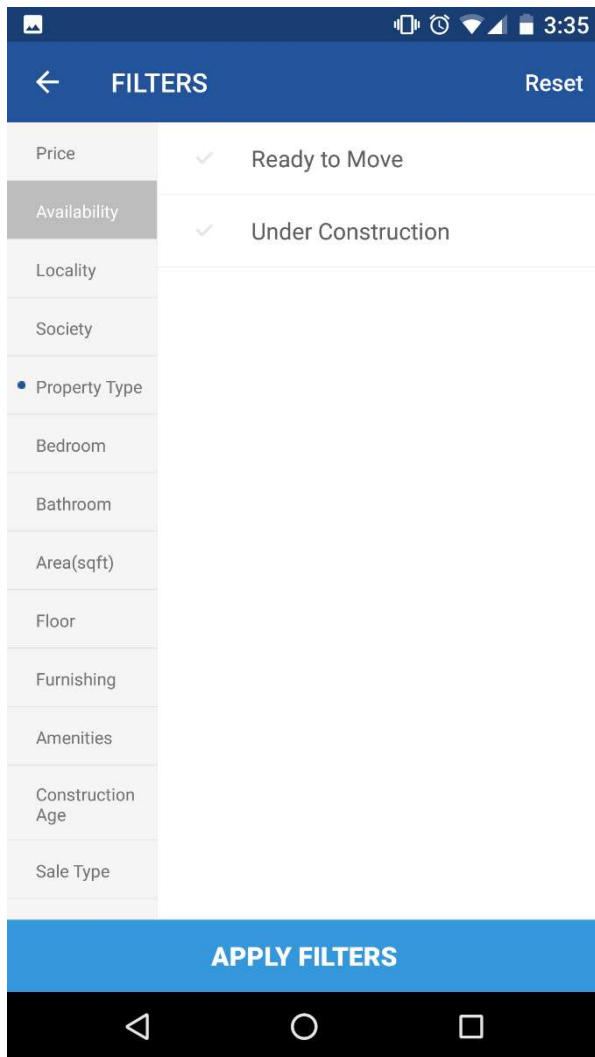 3:35
FILTERS
Reset
Price
Availability
Locality
Society
Property Type
Bedroom
Bathroom
Area(sqft)
Floor
Furnishing
Amenities
Construction
Age
Sale Type
Ready to Move
Under Construction
APPLY FILTERS